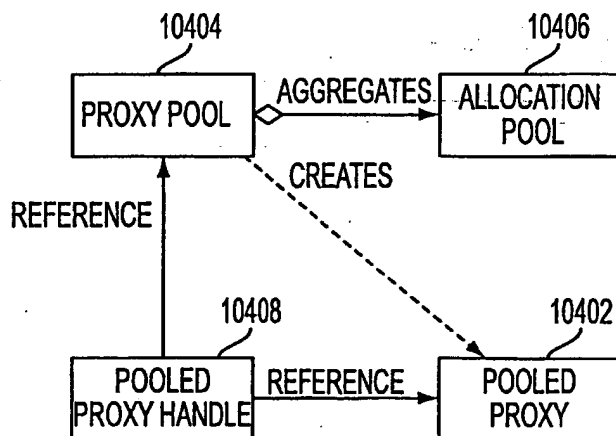 10404
10406
PROXY POOL
AGGREGATES
ALLOCATION
POOL
CREATES
REFERENCE
10408
10402
POOLED
PROXY HANDLE
REFERENCE
POOLED
PROXY